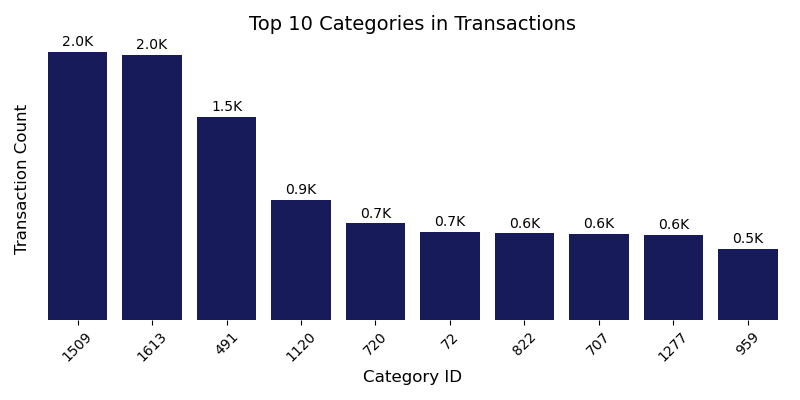 Top 10 Categories in Transactions
Transaction Count
2.0K
2.0K
1.5K
0.9K
0.7K
0.7K
0.6K
0.6K
0.6K
0.5K
1509
1613
491
1120
720
72
822
707
1277
959
Category ID